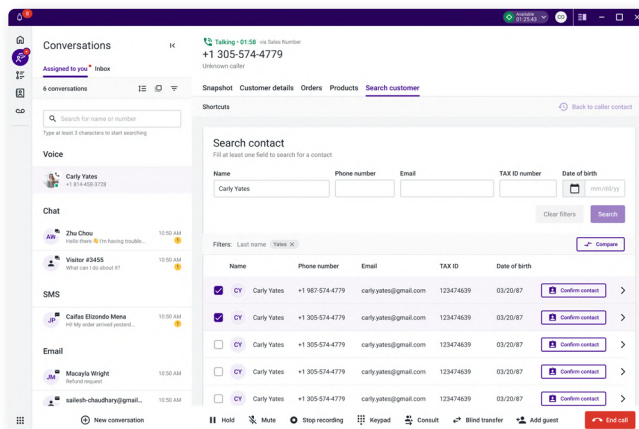 8
Available
01:25:43
CO
Conversations
Assigned to you Inbox
6 conversations
Search for name or number
Type at least 3 characters to start searching
Voice
Carly Yates
+1 814-459-3728
Chat
AW
Zhu Chou
10:50 AM
Hello there 👋 I'm having trouble...
Visitor #3455
10:50 AM
What can I do about it?
SMS
JP
Caifas Elizondo Mena
10:50 AM
Hi! My order arrived yesterd...
Email
JM
Macayla Wright
10:50 AM
Refund request
sailesh-chaudhary@gmail...
10:50 AM
New conversation
Talking • 01:58 via Sales Number
+1 305-574-4779
Unknown caller
Snapshot Customer details Orders Products Search customer
Shortcuts
Back to caller contact
Search contact
Fill at least one field to search for a contact
Name Phone number Email TAX ID number Date of birth
Carly Yates
mm/dd/yy
Clear filters Search
Filters: Last name Yates ×
Compare
Name Phone number Email TAX ID Date of birth
CY Carly Yates +1 987-574-4779 carly.yates@gmail.com 123474639 03/20/87 Confirm contact
CY Carly Yates +1 305-574-4779 carly.yates@gmail.com 123474639 03/20/87 Confirm contact
CY Carly Yates +1 305-574-4779 carly.yates@gmail.com 123474639 03/20/87 Confirm contact
CY Carly Yates +1 305-574-4779 carly.yates@gmail.com 123474639 03/20/87 Confirm contact
CY Carly Yates +1 305-574-4779 carly.yates@gmail.com 123474639 03/20/87 Confirm contact
Hold Mute Stop recording Keypad Consult Blind transfer Add guest End call